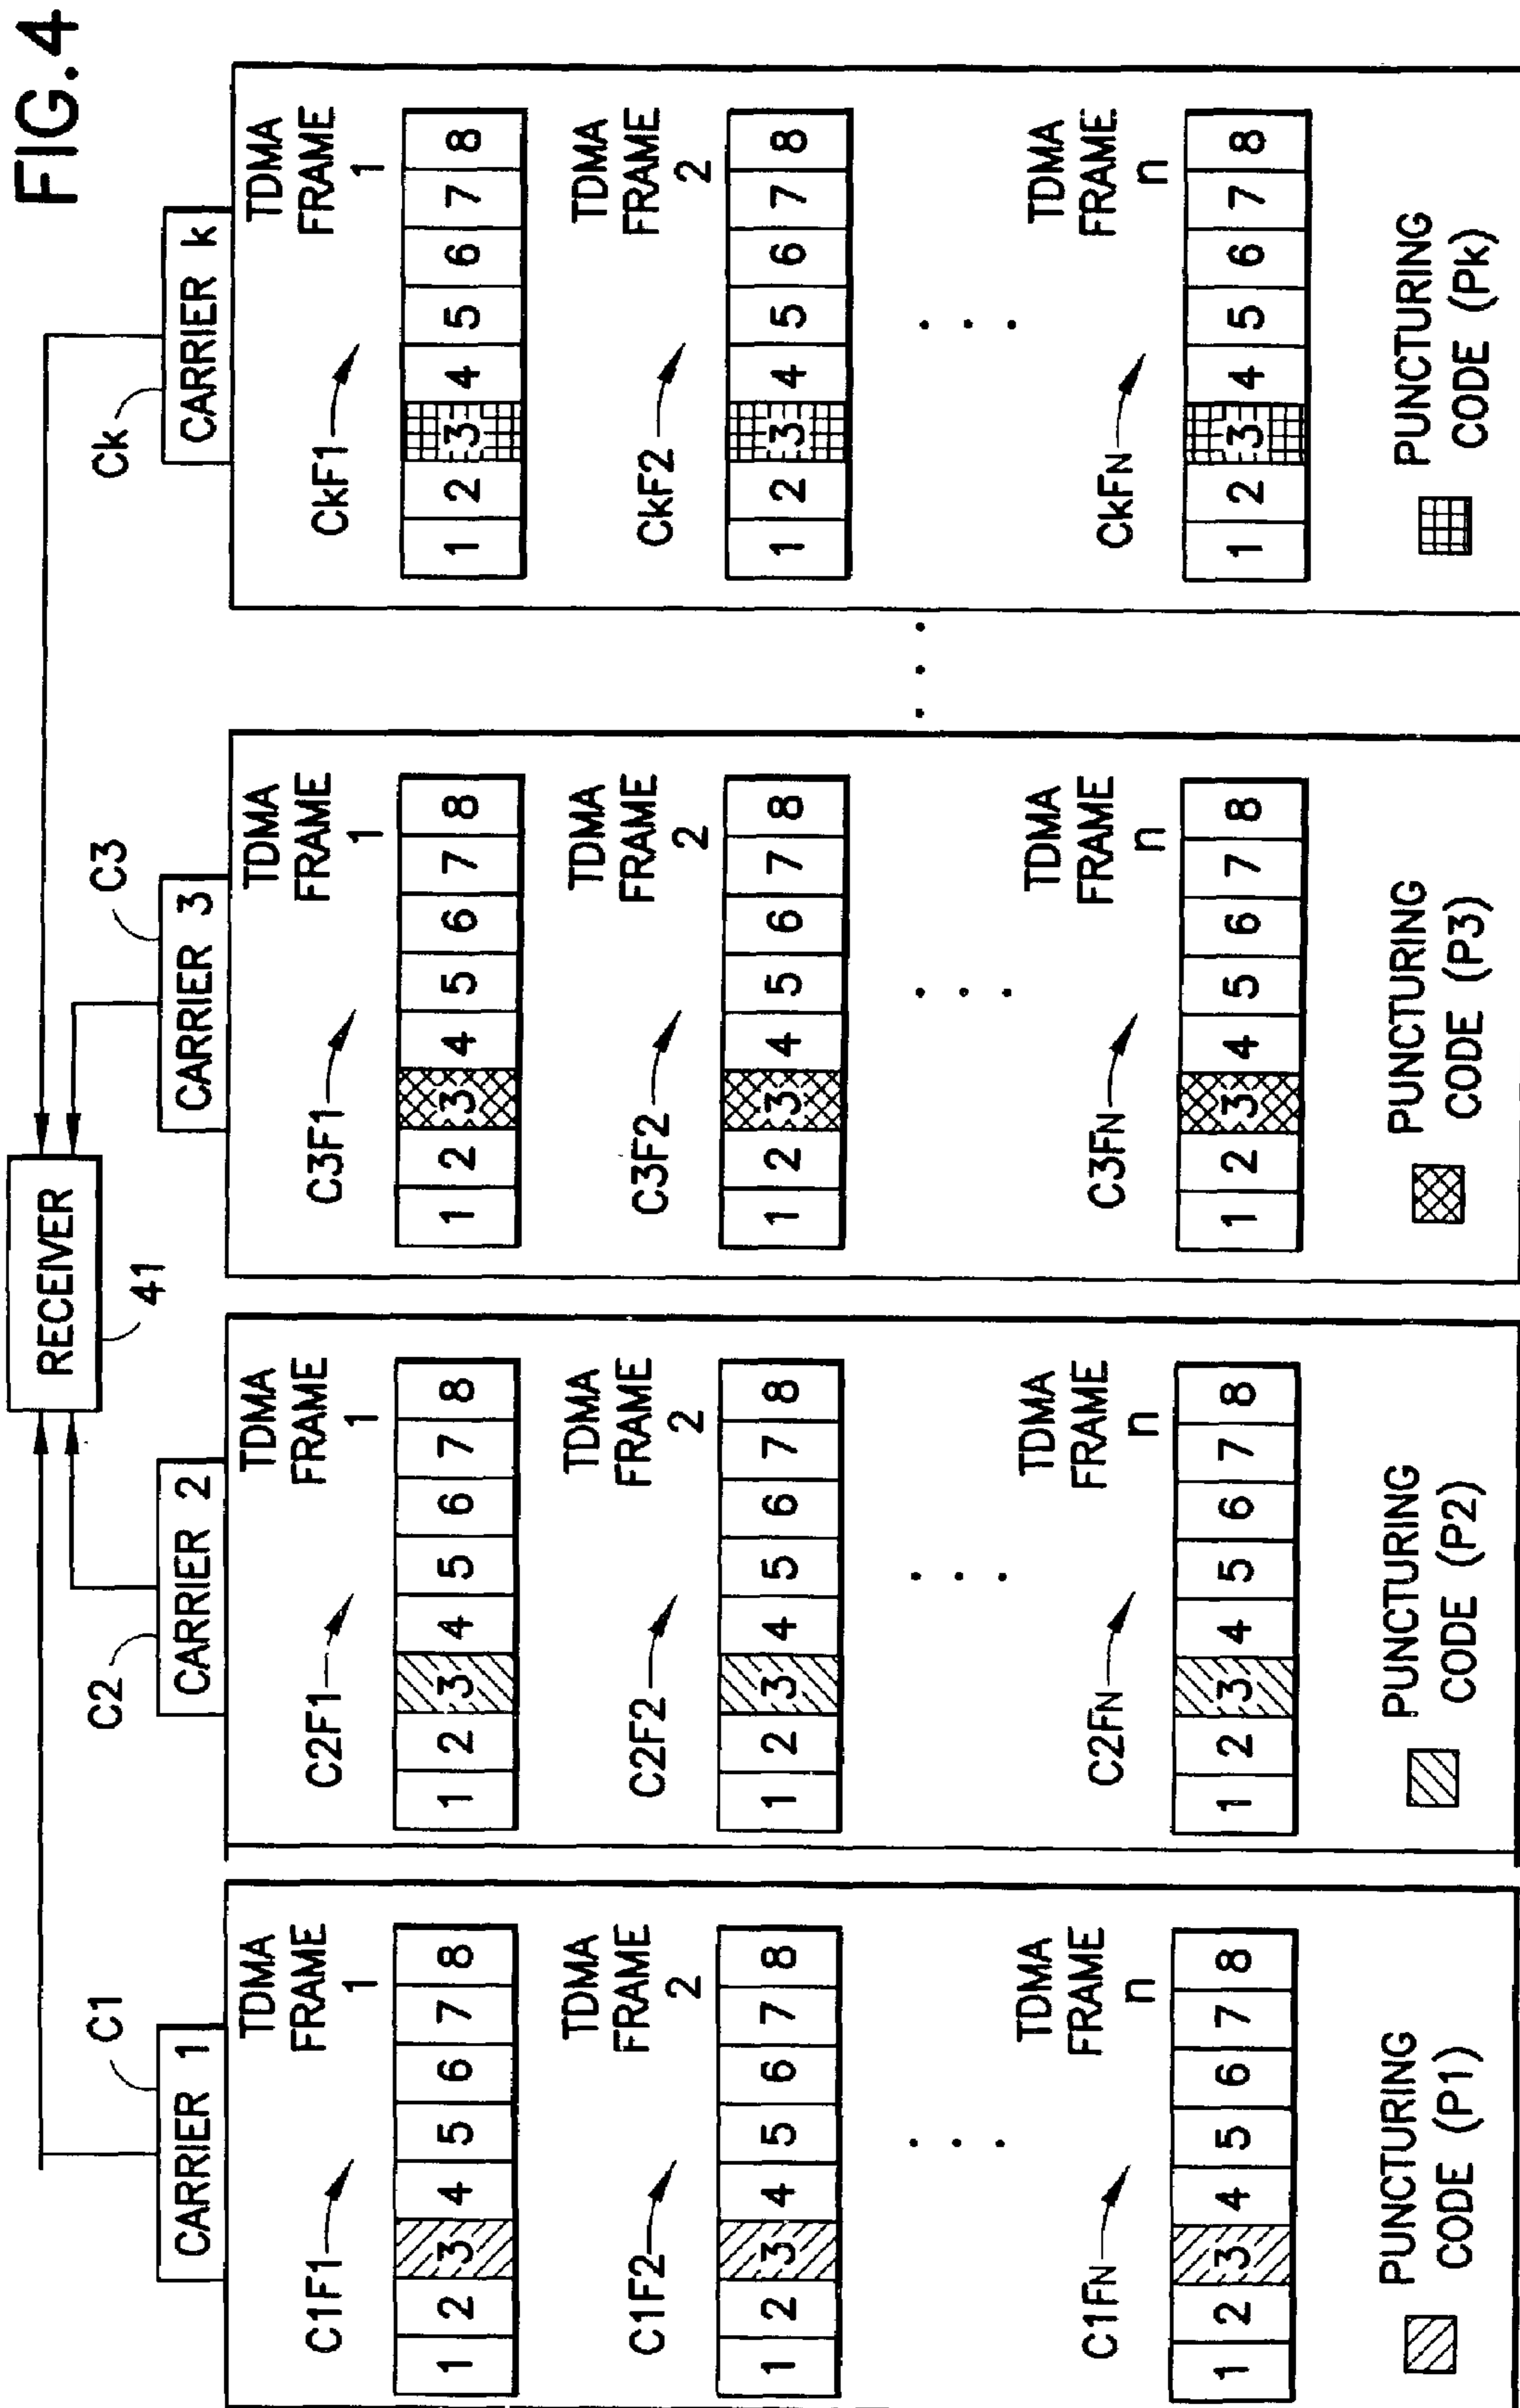 FIG.4
RECEIVER
41
C1
CARRIER 1
TDMA
FRAME
1
C1F1
1 2 3 4 5 6 7 8
TDMA
FRAME
2
C1F2
1 2 3 4 5 6 7 8
. . .
TDMA
FRAME
n
C1FN
1 2 3 4 5 6 7 8
PUNCTURING
CODE (P1)
C2
CARRIER 2
TDMA
FRAME
1
C2F1
1 2 3 4 5 6 7 8
TDMA
FRAME
2
C2F2
1 2 3 4 5 6 7 8
. . .
TDMA
FRAME
n
C2FN
1 2 3 4 5 6 7 8
PUNCTURING
CODE (P2)
C3
CARRIER 3
TDMA
FRAME
1
C3F1
1 2 3 4 5 6 7 8
TDMA
FRAME
2
C3F2
1 2 3 4 5 6 7 8
. . .
TDMA
FRAME
n
C3FN
1 2 3 4 5 6 7 8
PUNCTURING
CODE (P3)
. . .
Ck
CARRIER k
TDMA
FRAME
1
CkF1
1 2 3 4 5 6 7 8
TDMA
FRAME
2
CkF2
1 2 3 4 5 6 7 8
. . .
TDMA
FRAME
n
CkFN
1 2 3 4 5 6 7 8
PUNCTURING
CODE (Pk)